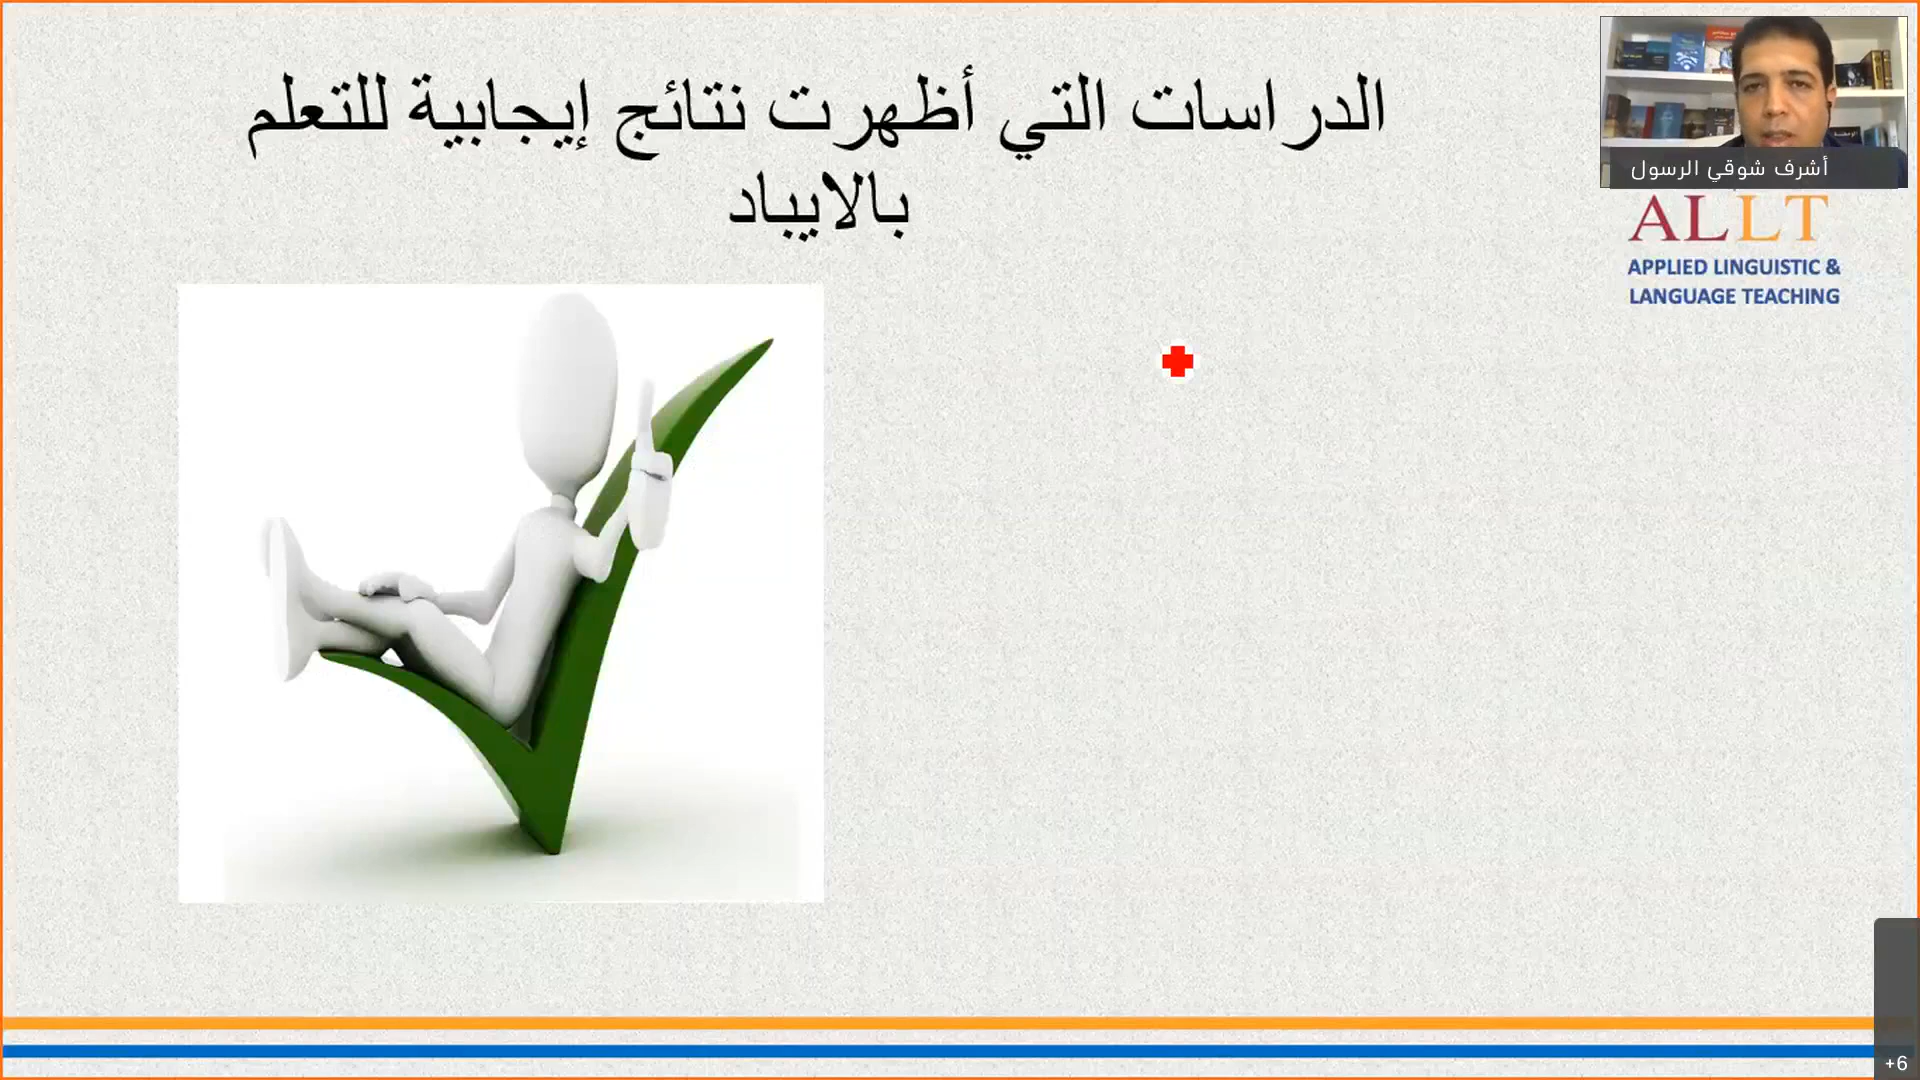 الدراسات التي أظهرت نتائج إيجابية للتعلم
بالايباد
أشرف شوقي الرسول
ALLT
APPLIED LINGUISTIC &
LANGUAGE TEACHING
+6